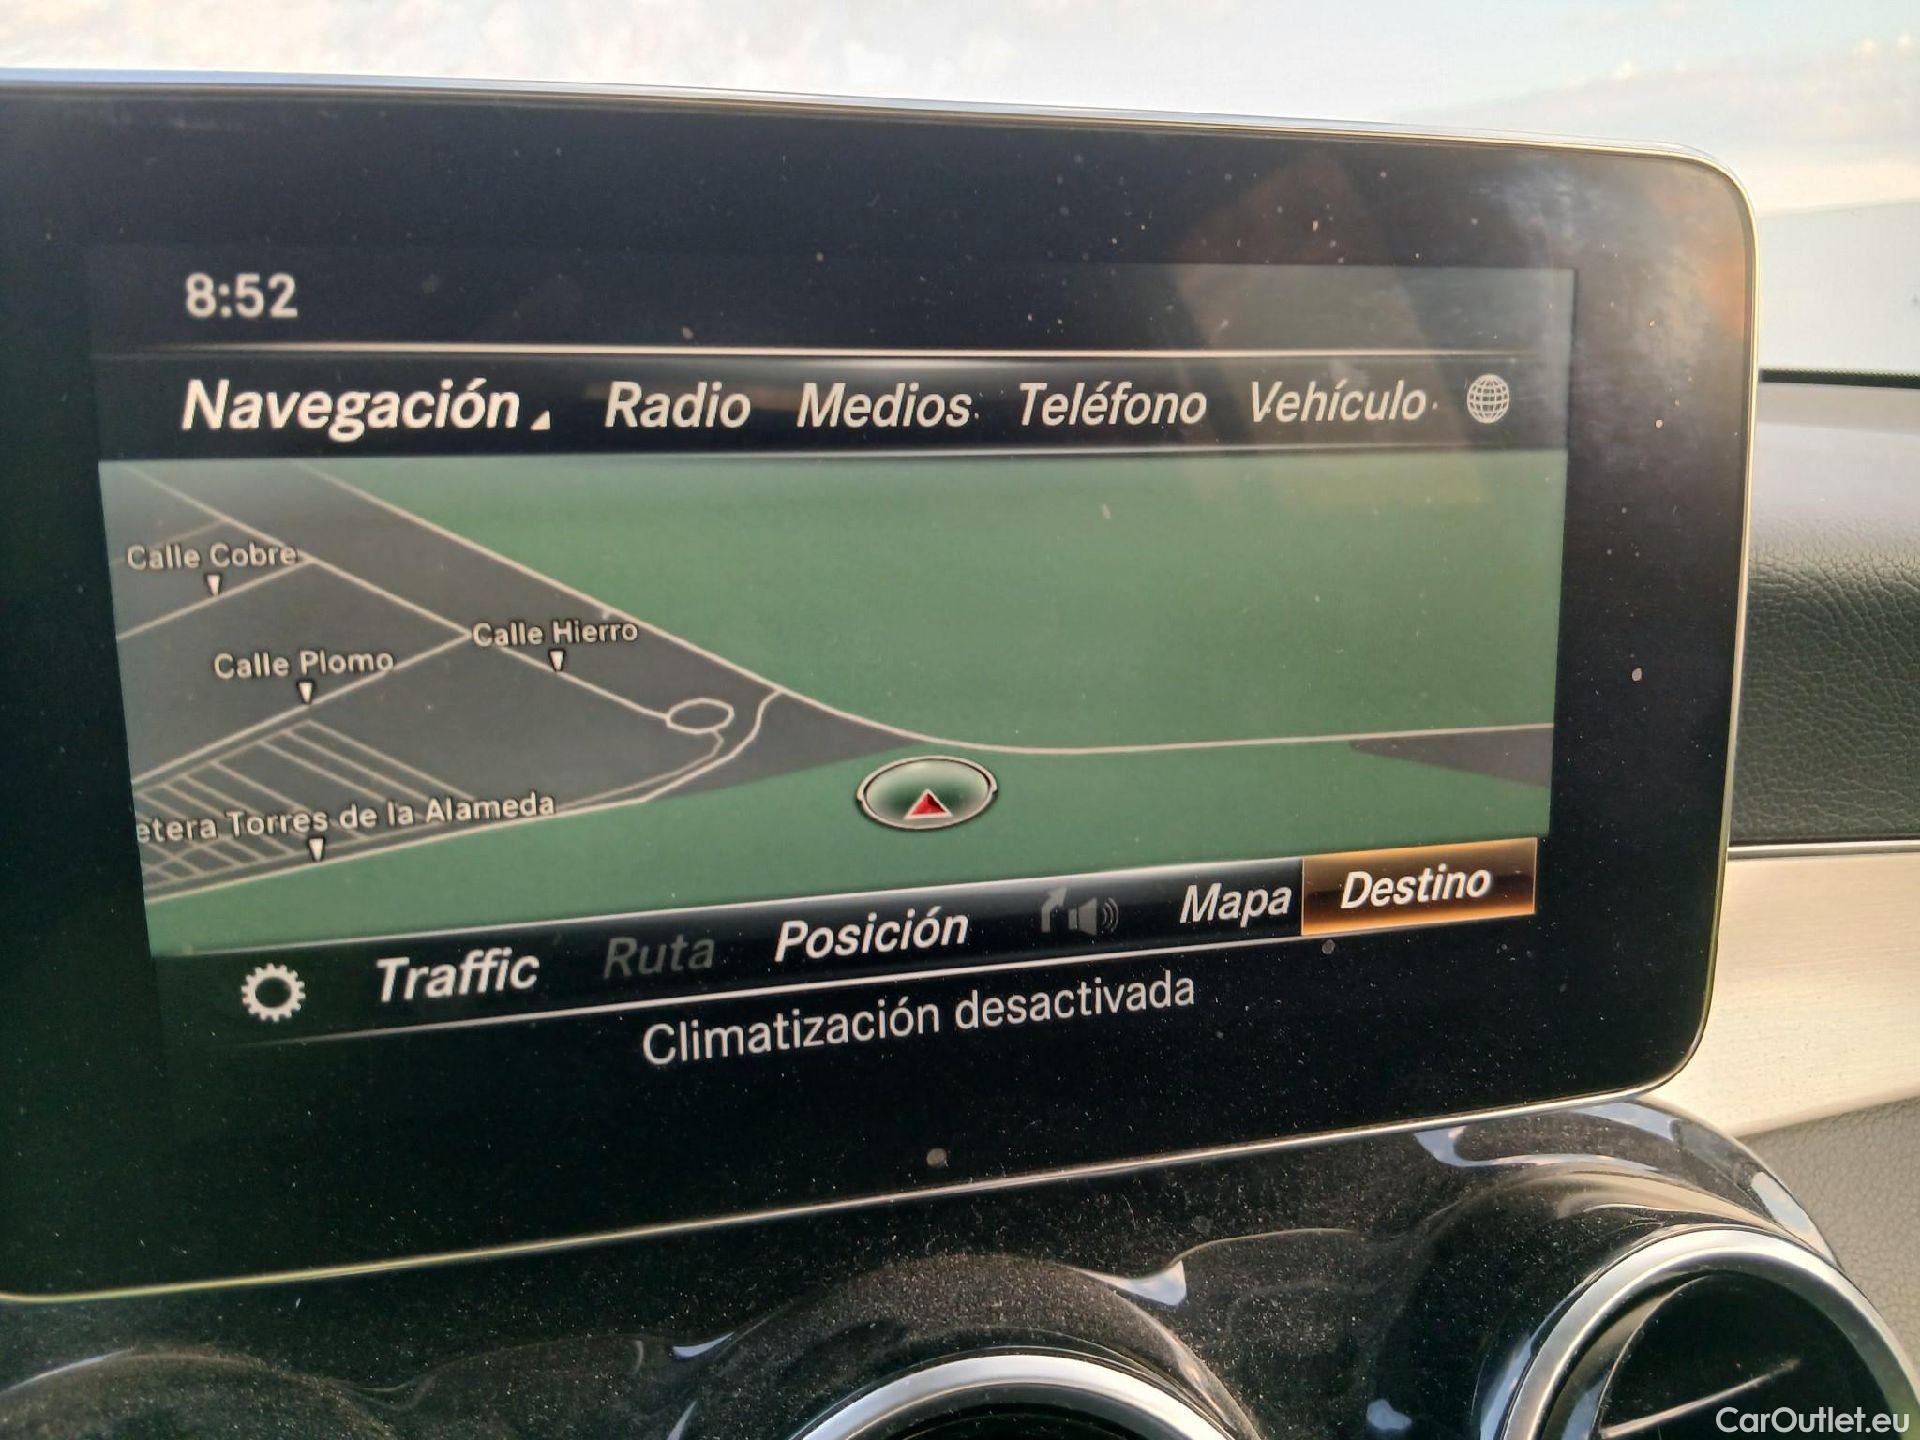 8:52
Navegación Radio Medios Teléfono Vehículo
Calle Cobre
Calle Hierro
Calle Plomo
etera Torres de la Alameda
Traffic Ruta Posición Mapa Destino
Climatización desactivada
CarOutlet.eu